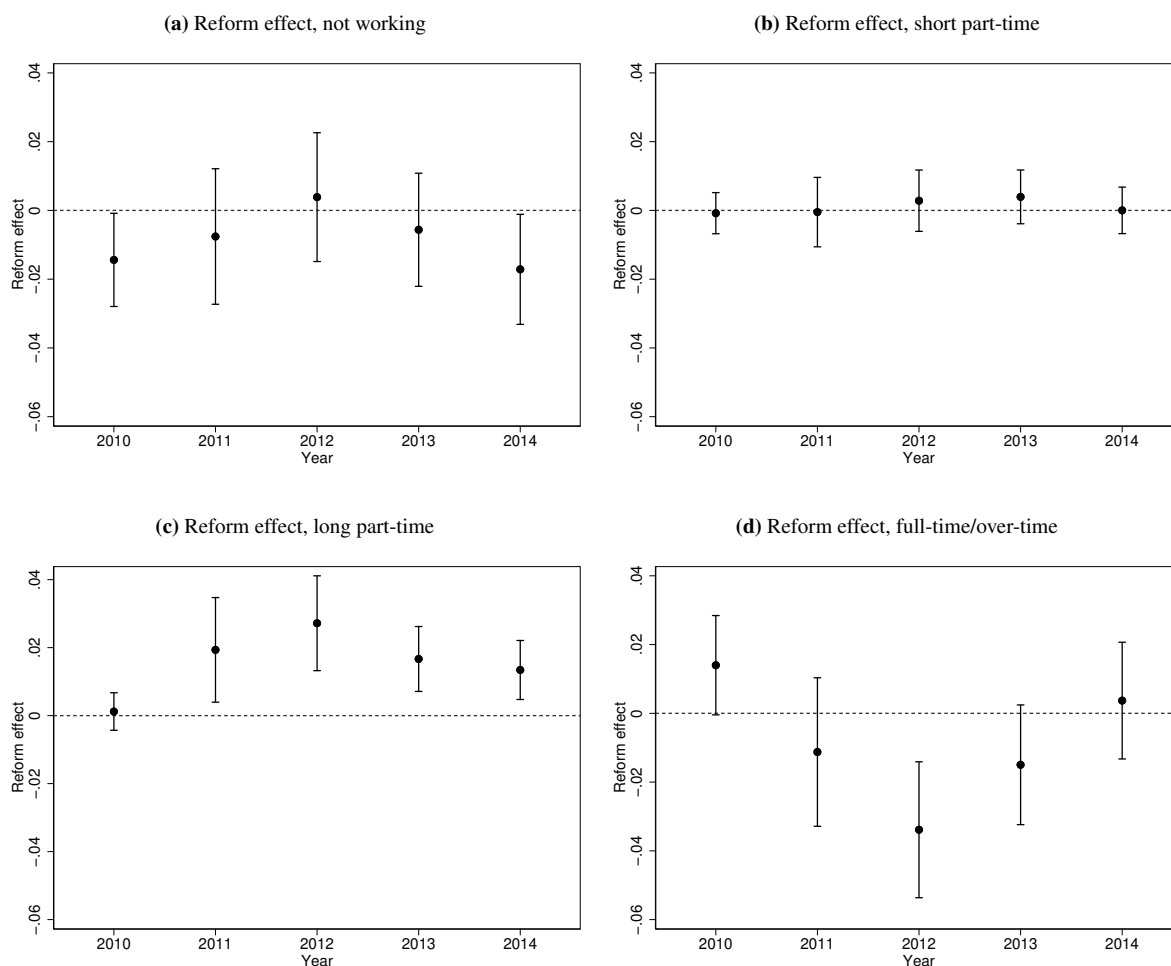 (a) Reform effect, not working
.04
.02
0
−.02
−.04
−.06
Reform effect
2010 2011 2012 2013 2014
Year
(b) Reform effect, short part-time
.04
.02
0
−.02
−.04
−.06
Reform effect
2010 2011 2012 2013 2014
Year
(c) Reform effect, long part-time
.04
.02
0
−.02
−.04
−.06
Reform effect
2010 2011 2012 2013 2014
Year
(d) Reform effect, full-time/over-time
.04
.02
0
−.02
−.04
−.06
Reform effect
2010 2011 2012 2013 2014
Year